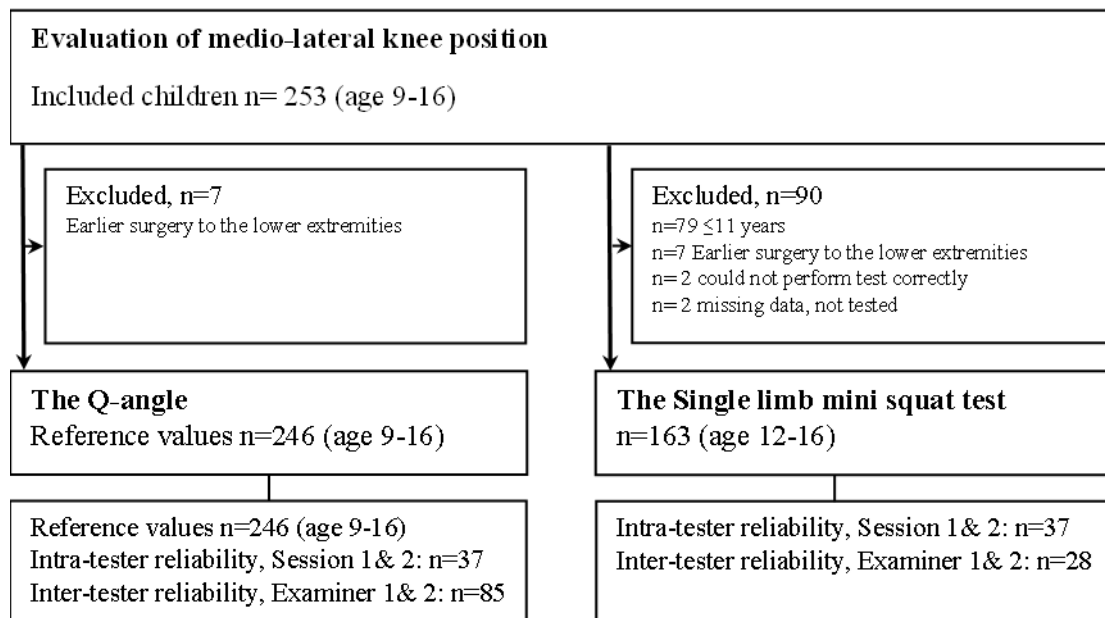 Evaluation of medio-lateral knee position
Included children n= 253 (age 9-16)
Excluded, n=7
Earlier surgery to the lower extremities
Excluded, n=90
n=79 ≤11 years
n=7 Earlier surgery to the lower extremities
n= 2 could not perform test correctly
n= 2 missing data, not tested
The Q-angle
Reference values n=246 (age 9-16)
The Single limb mini squat test
n=163 (age 12-16)
Reference values n=246 (age 9-16)
Intra-tester reliability, Session 1& 2: n=37
Inter-tester reliability, Examiner 1& 2: n=85
Intra-tester reliability, Session 1& 2: n=37
Inter-tester reliability, Examiner 1& 2: n=28